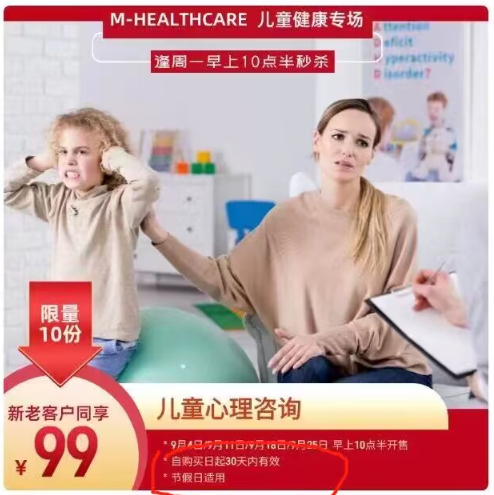 M-HEALTHCARE 儿童健康专场
逢周一早上10点半秒杀
Attention
Deficit
Hyperactivity
Disorder?
限量
10份
新老客户同享
¥99
儿童心理咨询
* 9月4日/9月11日/9月18日/9月25日 早上10点半开售
* 自购买日起30天内有效
* 节假日适用